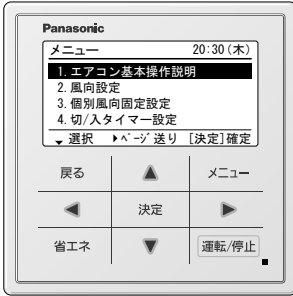 Panasonic
メニュー 20:30(木)
1. エアコン基本操作説明
2. 風向設定
3. 個別風向固定設定
4. 切/入タイマー設定
選択 ▶ページ送り [決定]確定
戻る ▲ メニュー
◀ 決定 ▶
省エネ ▼ 運転/停止